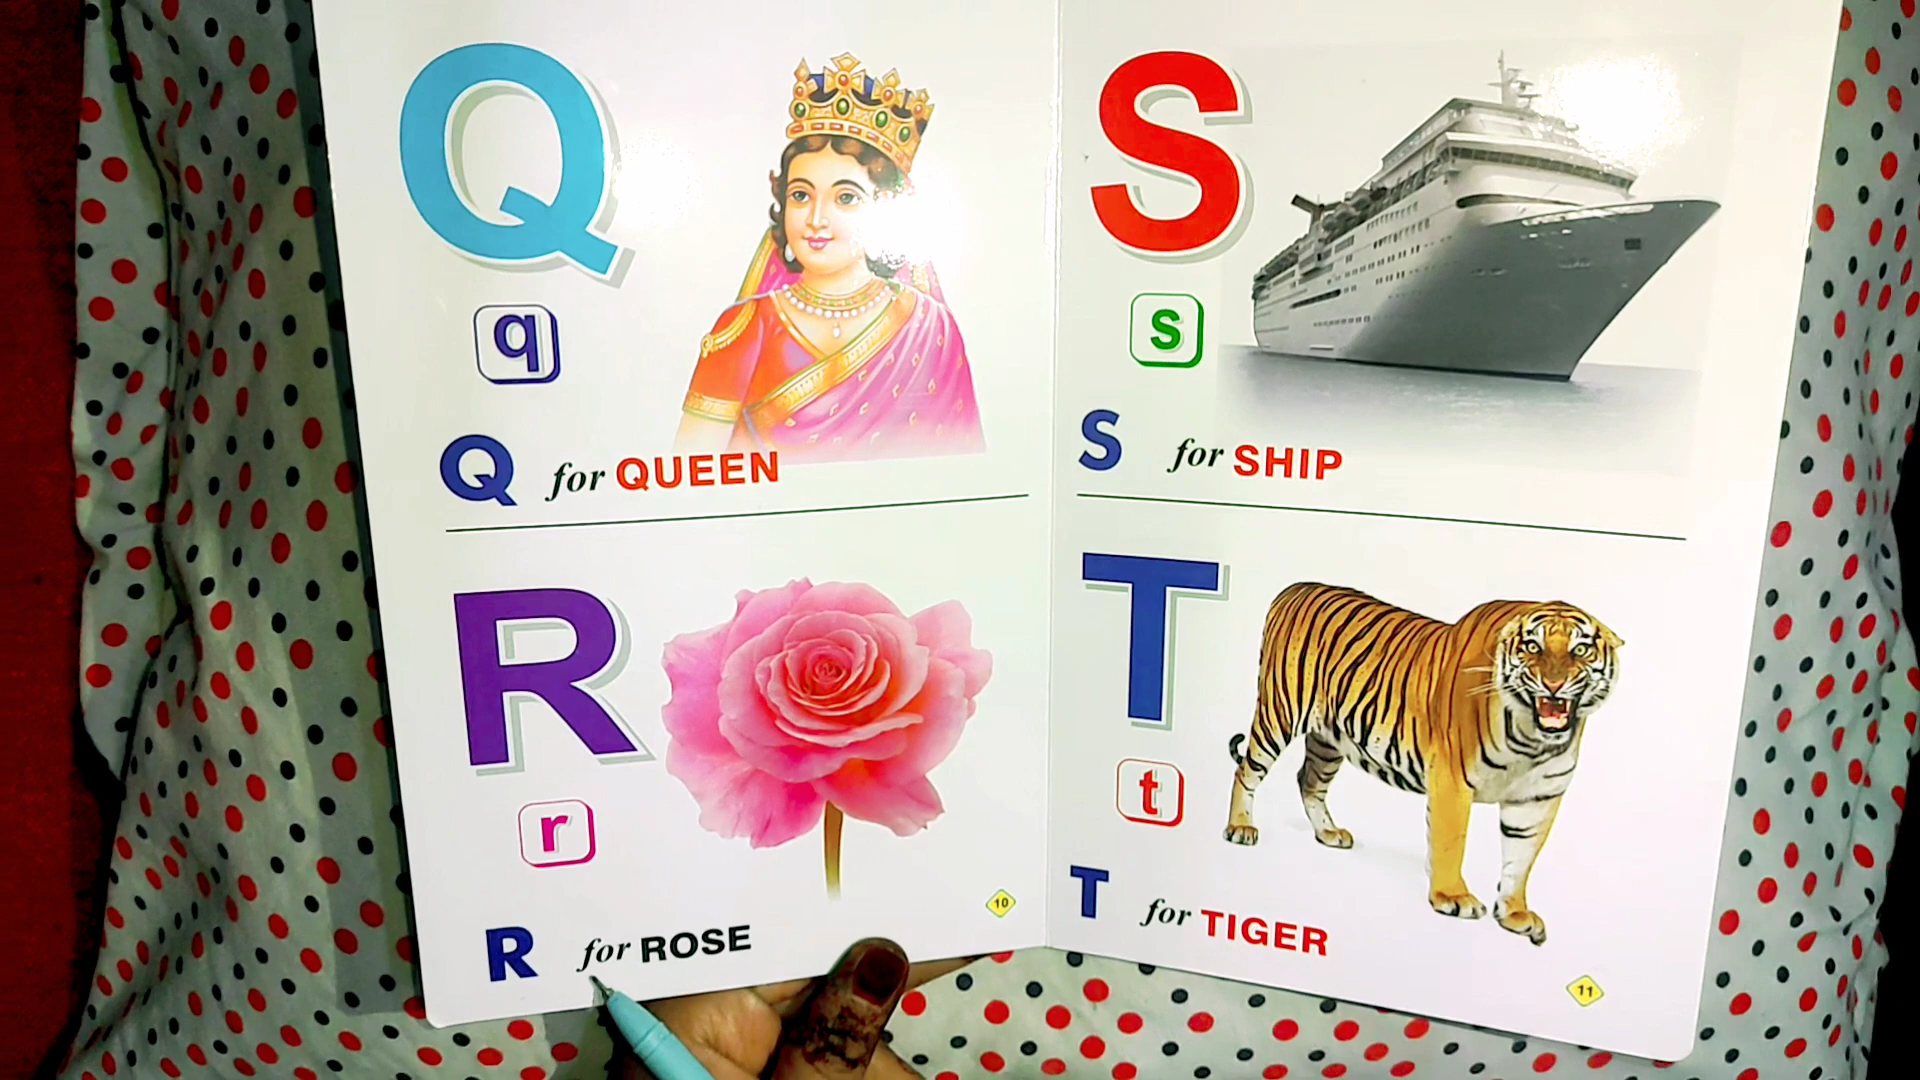 Q
q
Q for QUEEN
R
r
R for ROSE
10
S
s
S for SHIP
T
t
T for TIGER
11